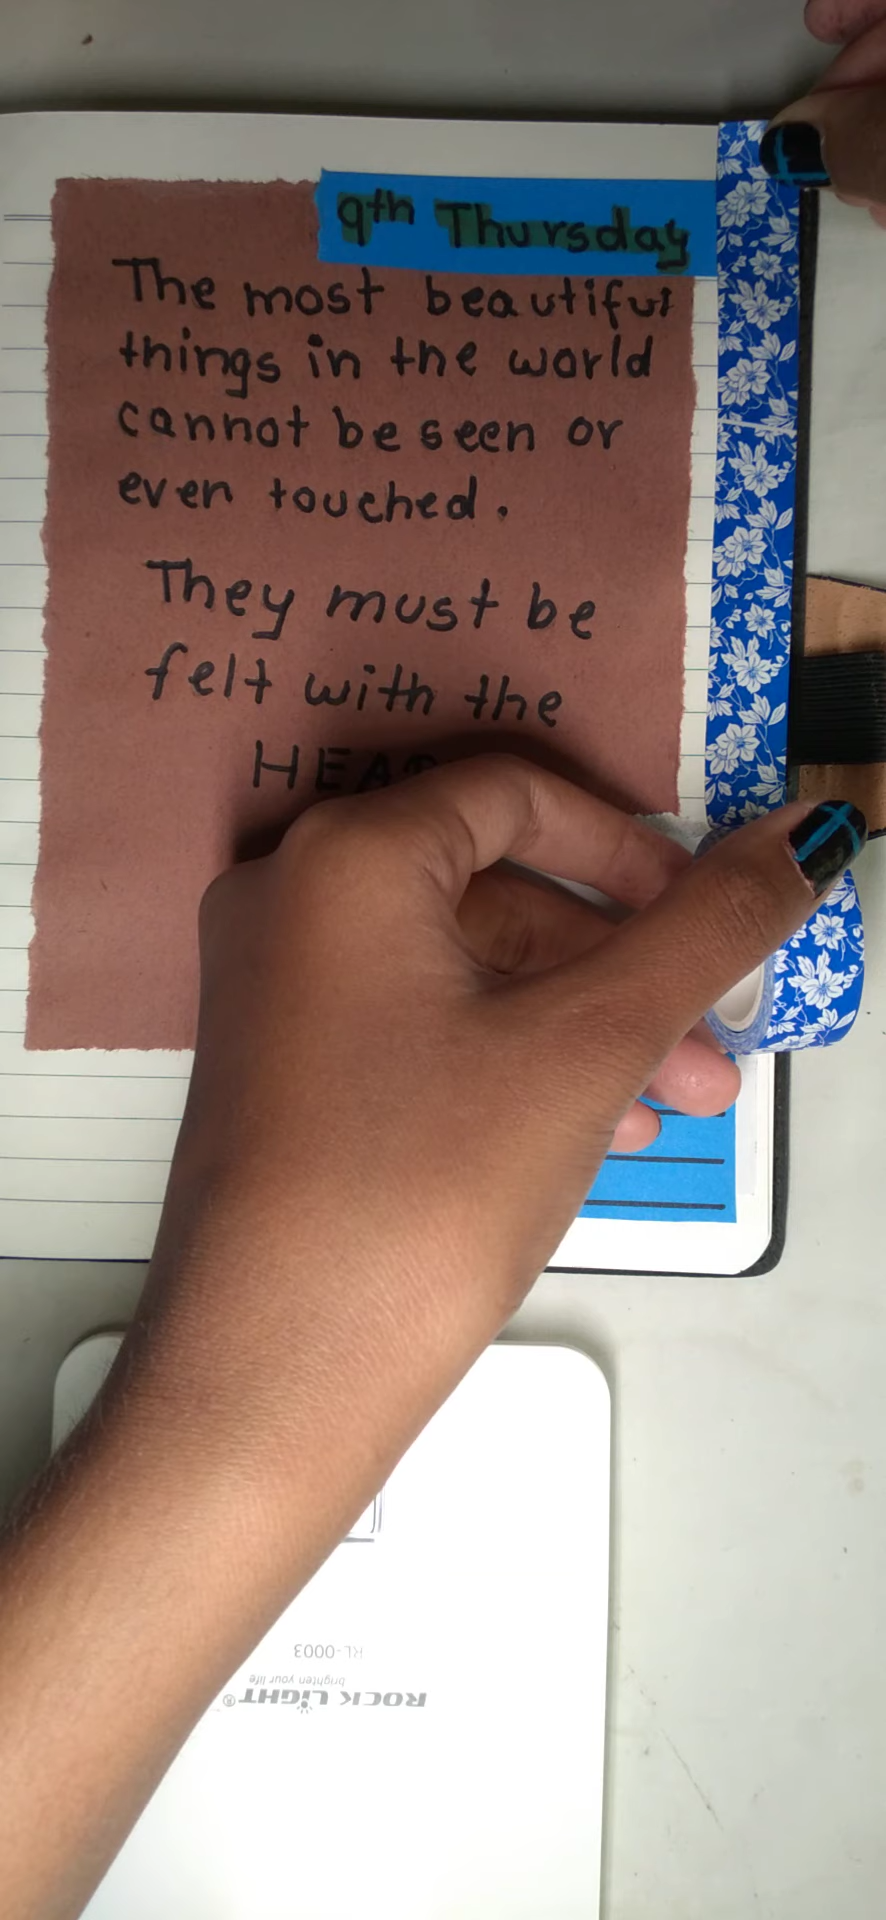 9th Thursday
The most beautiful
things in the world
cannot be seen or
even touched.
They must be
felt with the
HEA
RL-0003
brighten your life
ROCK LIGHT®